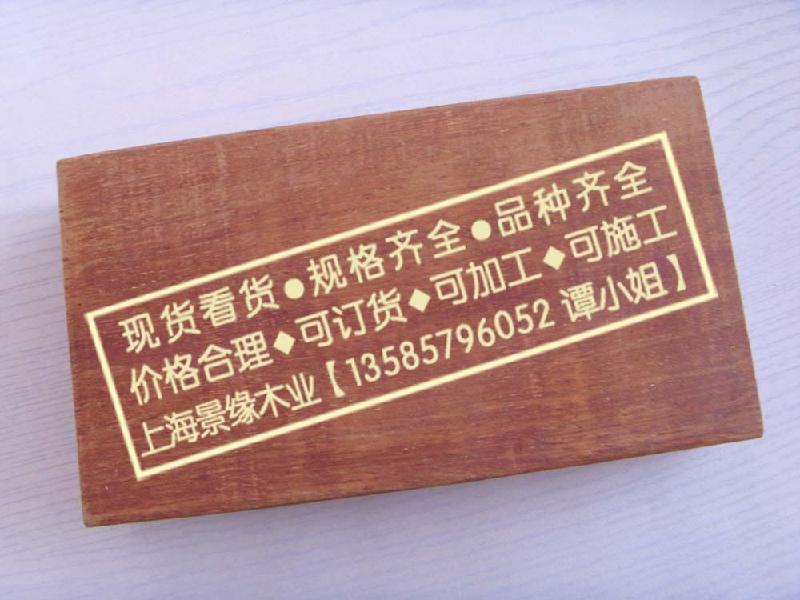 现货看货●规格齐全●品种齐全
价格合理◆可订货◆可加工◆可施工
上海景缘木业【13585796052 谭小姐】